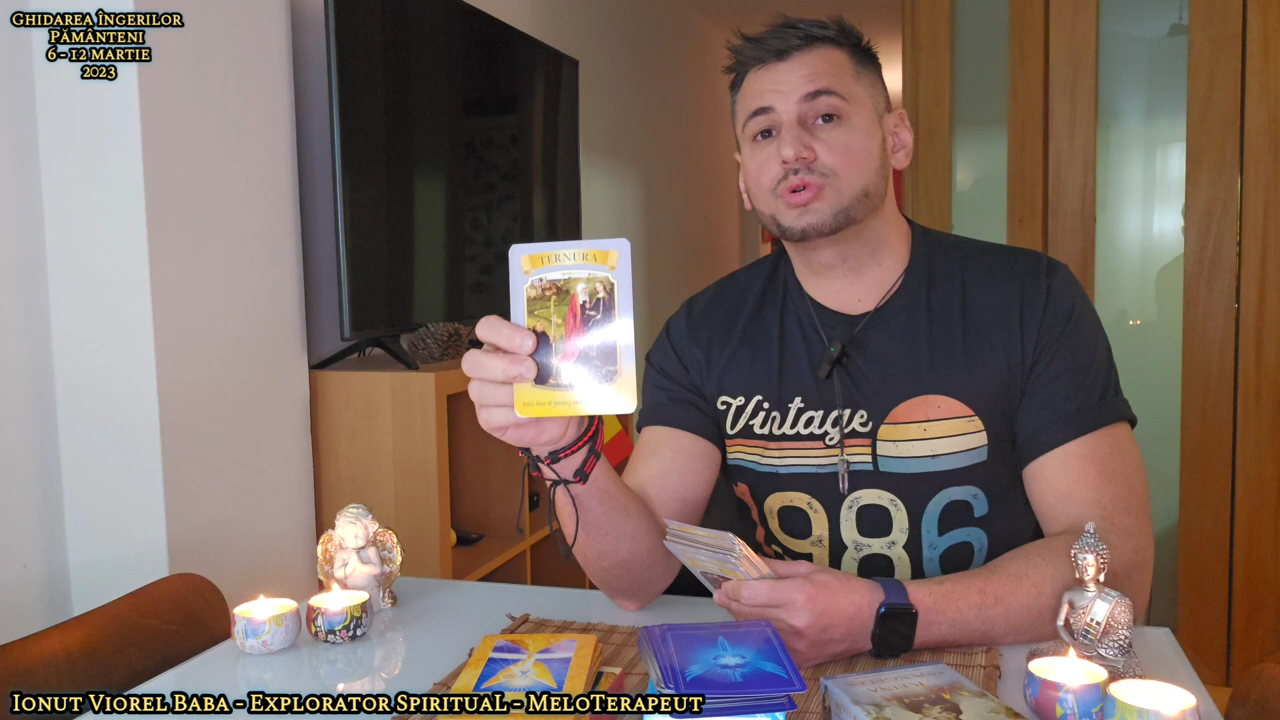 Ghidarea Îngerilor
Pământeni
6 - 12 Martie
2023
TERNURA
Vintage
1986
Ionut Viorel Baba - Explorator Spiritual - MeloTerapeut